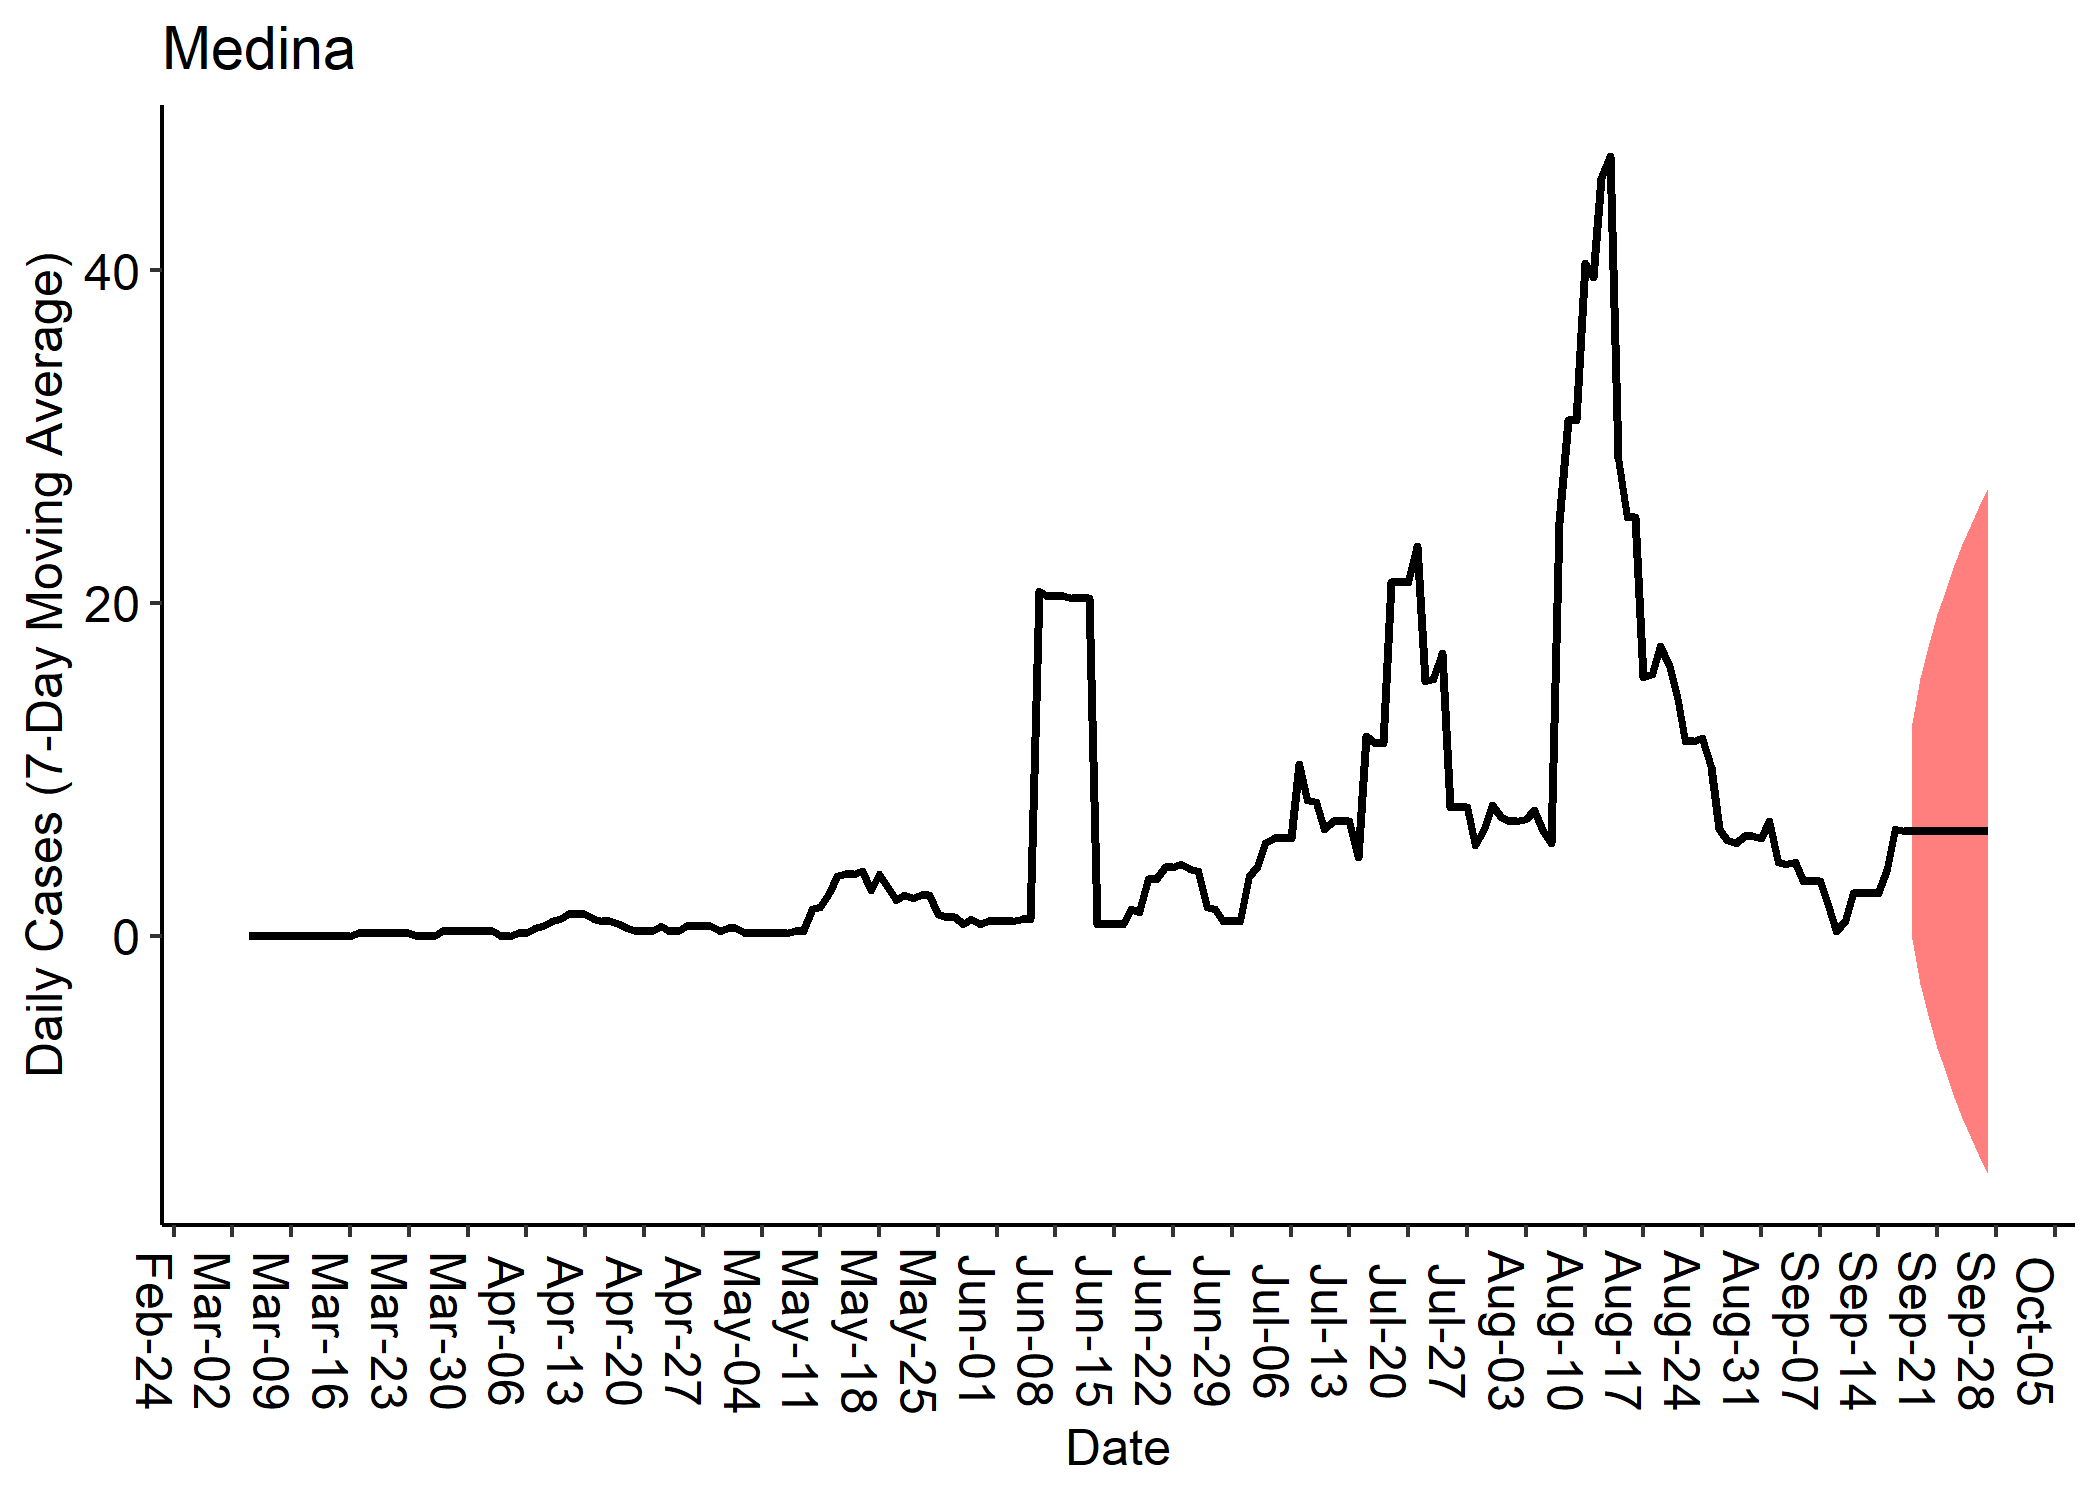 Medina
Daily Cases (7-Day Moving Average)
40
20
0
Feb-24
Mar-02
Mar-09
Mar-16
Mar-23
Mar-30
Apr-06
Apr-13
Apr-20
Apr-27
May-04
May-11
May-18
May-25
Jun-01
Jun-08
Jun-15
Jun-22
Jun-29
Jul-06
Jul-13
Jul-20
Jul-27
Aug-03
Aug-10
Aug-17
Aug-24
Aug-31
Sep-07
Sep-14
Sep-21
Sep-28
Oct-05
Date